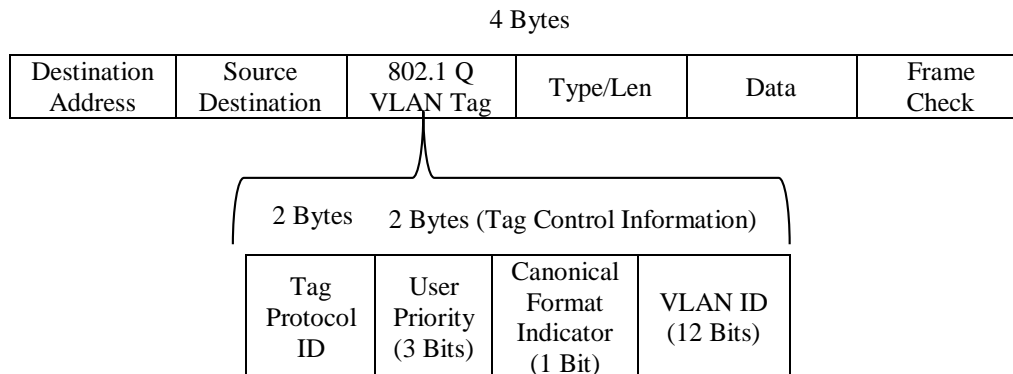 4 Bytes
Destination
Address
Source
Destination
802.1 Q
VLAN Tag
Type/Len
Data
Frame
Check
2 Bytes
2 Bytes (Tag Control Information)
Tag
Protocol
ID
User
Priority
(3 Bits)
Canonical
Format
Indicator
(1 Bit)
VLAN ID
(12 Bits)